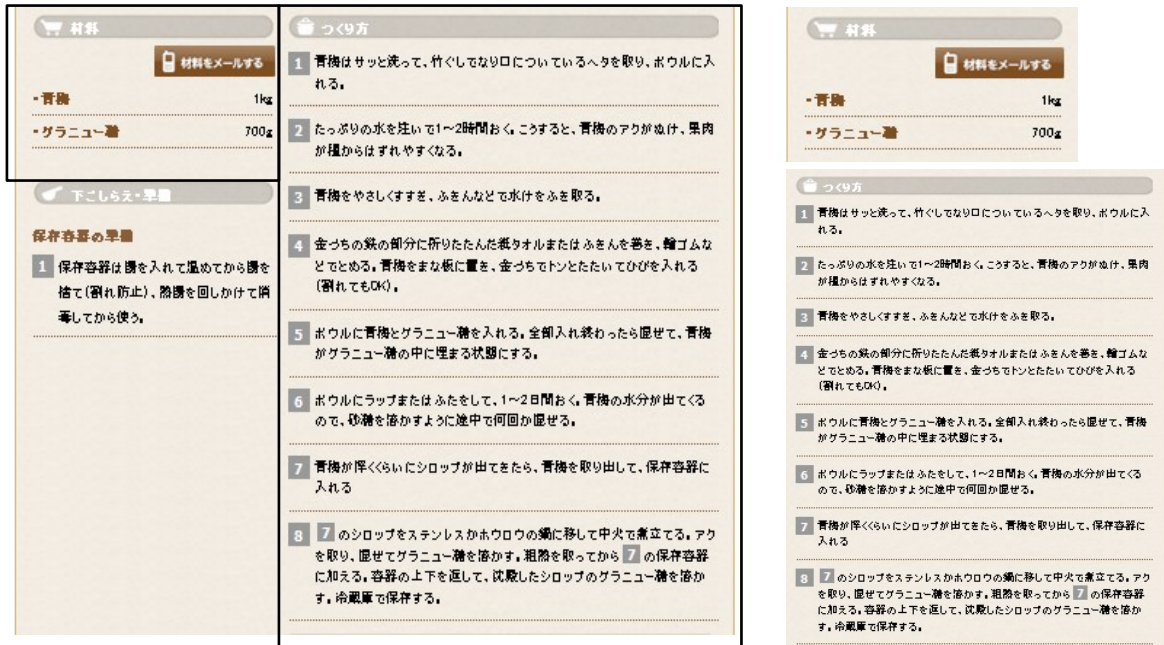 材料
材料をメールする
・青梅 1kg
・グラニュー糖 700g
下ごしらえ・準備
保存容器の準備
1 保存容器は湯を入れて温めてから湯を
捨て(割れ防止)、熱湯を回しかけて消
毒してから使う。
つくり方
1 青梅はサッと洗って、竹ぐしでなり口についているヘタを取り、ボウルに入
れる。
2 たっぷりの水を注いで1〜2時間おく。こうすると、青梅のアクがぬけ、果肉
が種からはずれやすくなる。
3 青梅をやさしくすすぎ、ふきんなどで水けをふき取る。
4 金づちの鉄の部分に折りたたんだ紙タオルまたはふきんを巻き、輪ゴムな
どでとめる。青梅をまな板に置き、金づちでトンとたたいてひびを入れる
(割れてもOK)。
5 ボウルに青梅とグラニュー糖を入れる。全部入れ終わったら混ぜて、青梅
がグラニュー糖の中に埋まる状態にする。
6 ボウルにラップまたはふたをして、1〜2日間おく。青梅の水分が出てくる
ので、砂糖を溶かすように途中で何回か混ぜる。
7 青梅が浮くくらいにシロップが出てきたら、青梅を取り出して、保存容器に
入れる
8 7 のシロップをステンレスかホウロウの鍋に移して中火で煮立てる。アク
を取り、混ぜてグラニュー糖を溶かす。粗熱を取ってから 7 の保存容器
に加える。容器の上下を返して、沈殿したシロップのグラニュー糖を溶か
す。冷蔵庫で保存する。
材料
材料をメールする
・青梅 1kg
・グラニュー糖 700g
つくり方
1 青梅はサッと洗って、竹ぐしでなり口についているヘタを取り、ボウルに入
れる。
2 たっぷりの水を注いで1〜2時間おく。こうすると、青梅のアクがぬけ、果肉
が種からはずれやすくなる。
3 青梅をやさしくすすぎ、ふきんなどで水けをふき取る。
4 金づちの鉄の部分に折りたたんだ紙タオルまたはふきんを巻き、輪ゴムな
どでとめる。青梅をまな板に置き、金づちでトンとたたいてひびを入れる
(割れてもOK)。
5 ボウルに青梅とグラニュー糖を入れる。全部入れ終わったら混ぜて、青梅
がグラニュー糖の中に埋まる状態にする。
6 ボウルにラップまたはふたをして、1〜2日間おく。青梅の水分が出てくる
ので、砂糖を溶かすように途中で何回か混ぜる。
7 青梅が浮くくらいにシロップが出てきたら、青梅を取り出して、保存容器に
入れる
8 7 のシロップをステンレスかホウロウの鍋に移して中火で煮立てる。アク
を取り、混ぜてグラニュー糖を溶かす。粗熱を取ってから 7 の保存容器
に加える。容器の上下を返して、沈殿したシロップのグラニュー糖を溶か
す。冷蔵庫で保存する。